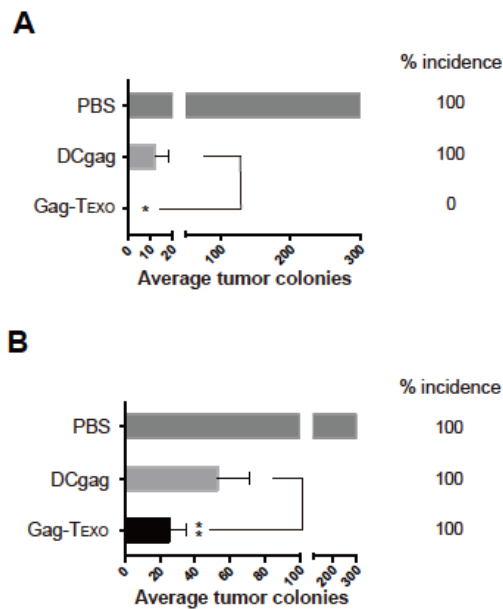 A
% incidence
PBS 100
DCgag 100
Gag-TEXO * 0
0 10 20 100 200 300
Average tumor colonies
B
% incidence
PBS 100
DCgag 100
Gag-TEXO ** 100
0 20 40 60 80 100 200 300
Average tumor colonies